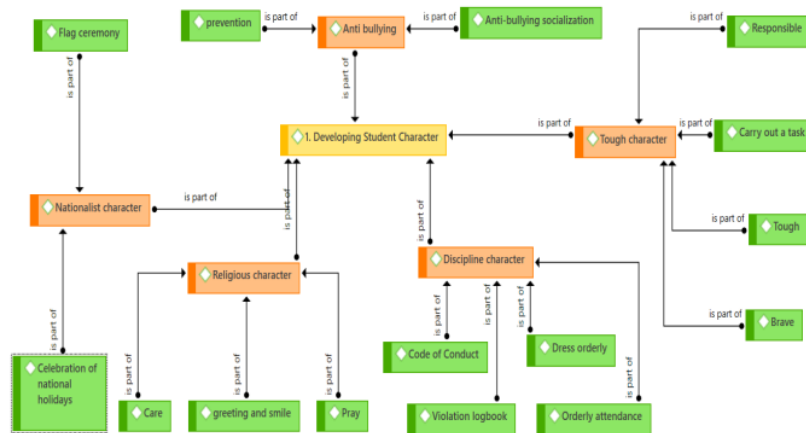 Flag ceremony
is part of
prevention
is part of
Anti bullying
is part of
Anti-bullying socialization
is part of
Responsible
is part of
1. Developing Student Character
is part of
Tough character
is part of
Carry out a task
Nationalist character
is part of
is part of
is part of
is part of
Tough
Religious character
Discipline character
is part of
is part of
is part of
is part of
is part of
is part of
Brave
Celebration of
national
holidays
is part of
Care
is part of
greeting and smile
is part of
Pray
Code of Conduct
Dress orderly
Violation logbook
is part of
Orderly attendance